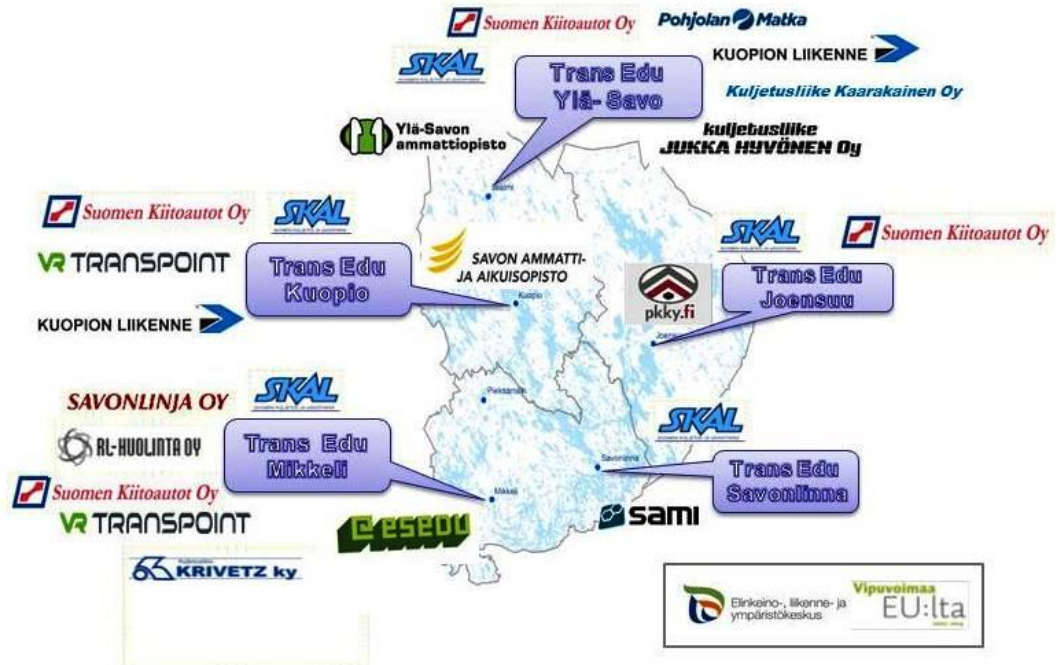 Suomen Kiitoautot Oy
Pohjolan Matka
SKAL
KUOPION LIIKENNE
Trans Edu
Ylä- Savo
Kuljetusliike Kaarakainen Oy
Ylä-Savon
ammattiopisto
kuljetusliike
JUKKA HYVÖNEN Oy
Iisalmi
Suomen Kiitoautot Oy
SKAL
VR TRANSPOINT
Trans Edu
Kuopio
KUOPION LIIKENNE
SAVON AMMATTI-
JA AIKUISOPISTO
Kuopio
SKAL
Suomen Kiitoautot Oy
Trans Edu
Joensuu
pkky.fi
SAVONLINJA OY
SKAL
RL-HUOLINTA OY
Trans Edu
Mikkeli
Suomen Kiitoautot Oy
VR TRANSPOINT
KRIVETZ ky
Pieksämäki
Mikkeli
esedu
SKAL
Savonlinna
Trans Edu
Savonlinna
sami
Elinkeino-, liikenne- ja
ympäristökeskus
Vipuvoimaa
EU:lta